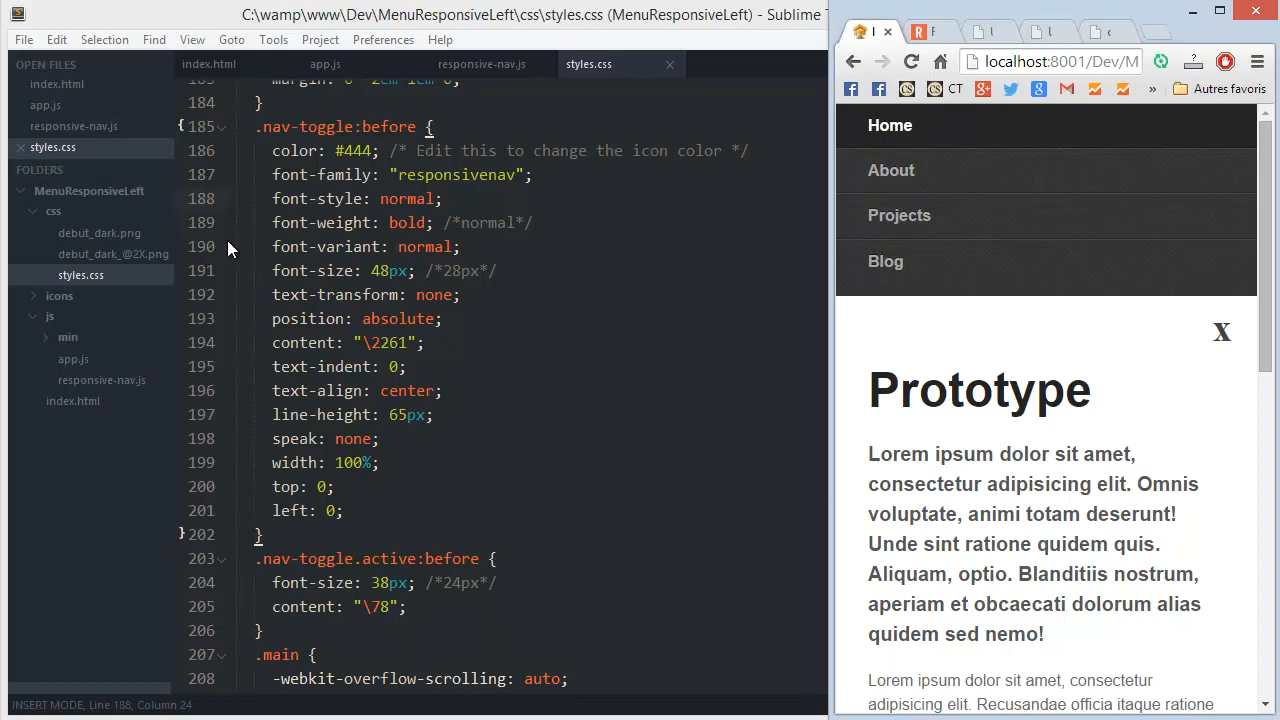 C:\wamp\www\Dev\MenuResponsiveLeft\css\styles.css (MenuResponsiveLeft) - Sublime
File Edit Selection Find View Goto Tools Project Preferences Help
OPEN FILES
index.html
app.js
responsive-nav.js
styles.css
FOLDERS
MenuResponsiveLeft
css
debut_dark.png
debut_dark_@2X.png
styles.css
icons
js
min
app.js
responsive-nav.js
index.html
index.html app.js responsive-nav.js styles.css
184 }
{ 185 .nav-toggle:before {
186 color: #444; /* Edit this to change the icon color */
187 font-family: "responsivenav";
188 font-style: normal;
189 font-weight: bold; /*normal*/
190 font-variant: normal;
191 font-size: 48px; /*28px*/
192 text-transform: none;
193 position: absolute;
194 content: "\2261";
195 text-indent: 0;
196 text-align: center;
197 line-height: 65px;
198 speak: none;
199 width: 100%;
200 top: 0;
201 left: 0;
} 202 }
203 .nav-toggle.active:before {
204 font-size: 38px; /*24px*/
205 content: "\78";
206 }
207 .main {
208 -webkit-overflow-scrolling: auto;
INSERT MODE, Line 188, Column 24
localhost:8001/Dev/M
CT » Autres favoris
Home
About
Projects
Blog
x
Prototype
Lorem ipsum dolor sit amet,
consectetur adipisicing elit. Omnis
voluptate, animi totam deserunt!
Unde sint ratione quidem quis.
Aliquam, optio. Blanditiis nostrum,
aperiam et obcaecati dolorum alias
quidem sed nemo!
Lorem ipsum dolor sit amet, consectetur
adipisicing elit. Recusandae officia itaque ratione